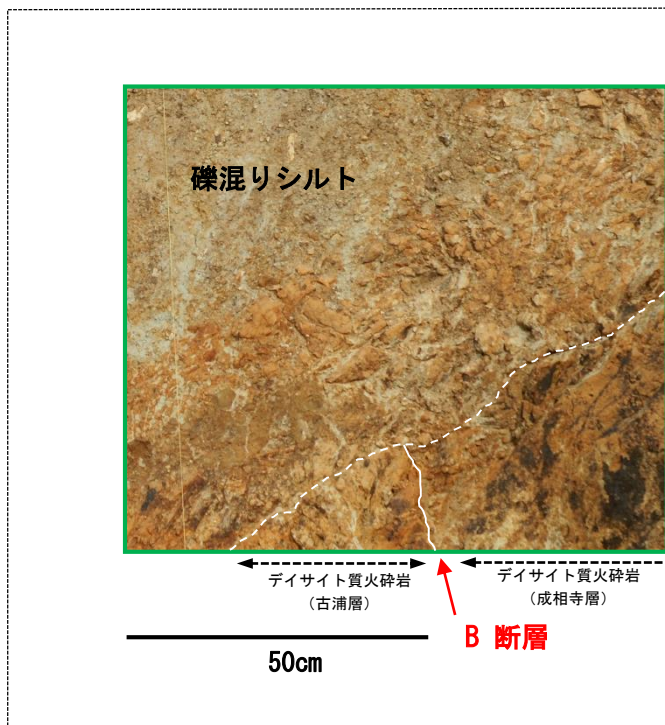 礫混りシルト
デイサイト質火砕岩
（古浦層）
デイサイト質火砕岩
（成相寺層）
B 断層
50cm